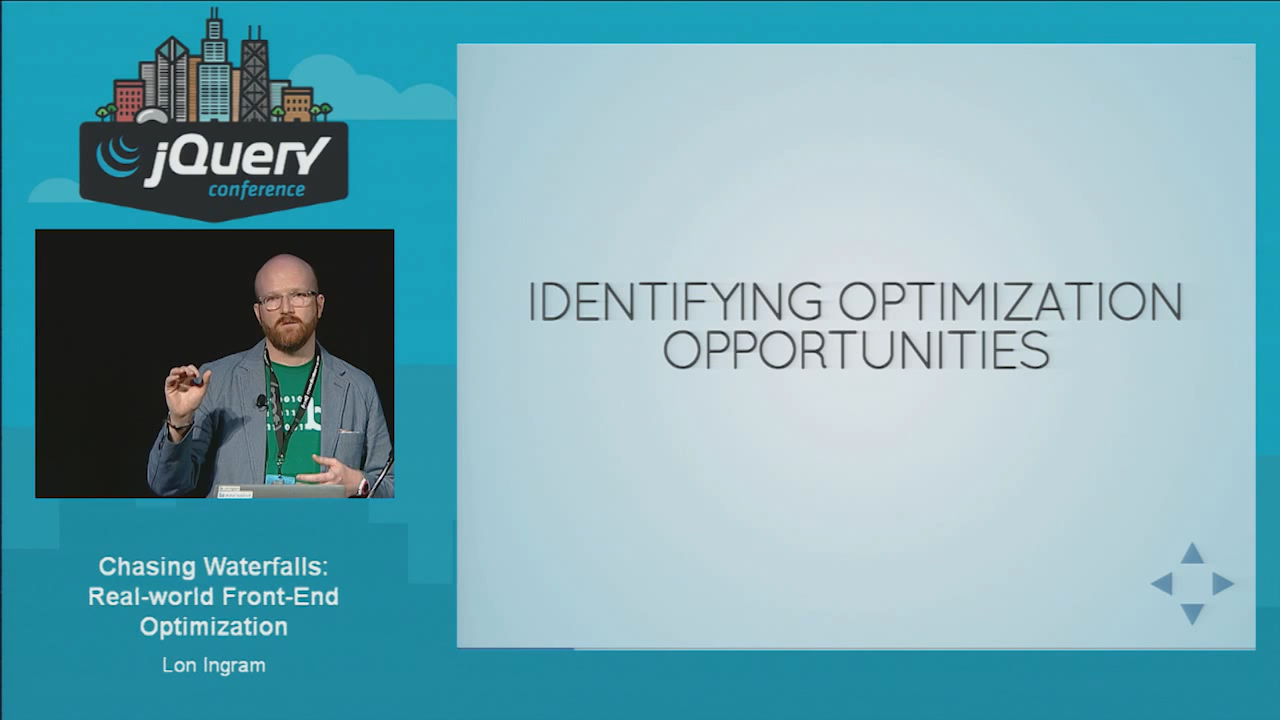 jQuery
conference
Chasing Waterfalls:
Real-world Front-End
Optimization
Lon Ingram
IDENTIFYING OPTIMIZATION
OPPORTUNITIES